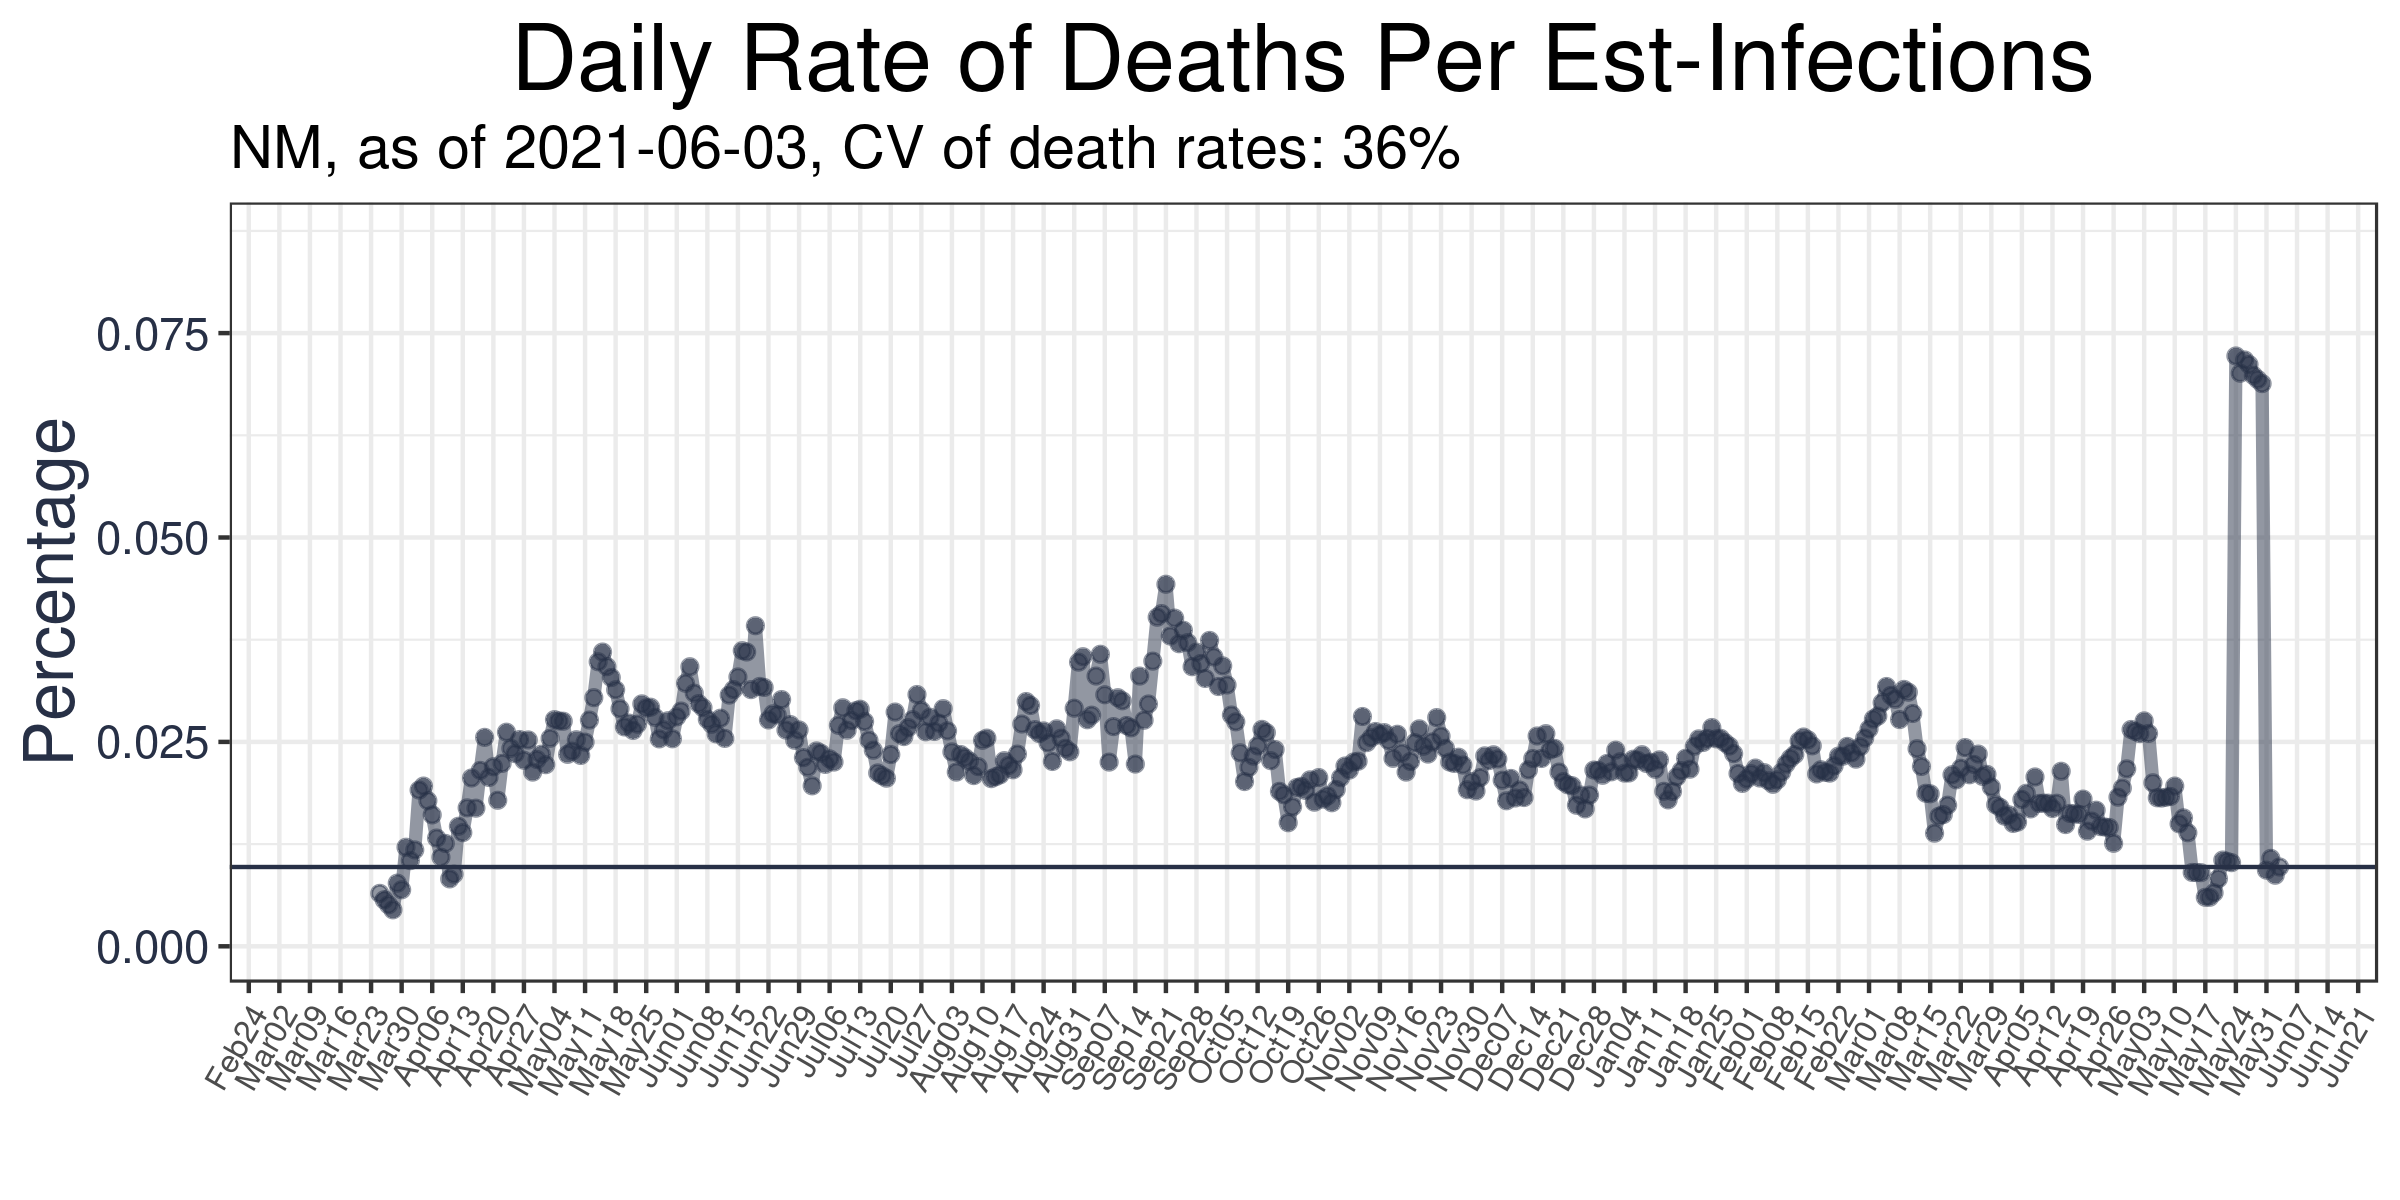 Daily Rate of Deaths Per Est-Infections
NM, as of 2021-06-03, CV of death rates: 36%
Percentage
0.075
0.050
0.025
0.000
Feb24
Mar02
Mar09
Mar16
Mar23
Mar30
Apr06
Apr13
Apr20
Apr27
May04
May11
May18
May25
Jun01
Jun08
Jun15
Jun22
Jun29
Jul06
Jul13
Jul20
Jul27
Aug03
Aug10
Aug17
Aug24
Aug31
Sep07
Sep14
Sep21
Sep28
Oct05
Oct12
Oct19
Oct26
Nov02
Nov09
Nov16
Nov23
Nov30
Dec07
Dec14
Dec21
Dec28
Jan04
Jan11
Jan18
Jan25
Feb01
Feb08
Feb15
Feb22
Mar01
Mar08
Mar15
Mar22
Mar29
Apr05
Apr12
Apr19
Apr26
May03
May10
May17
May24
May31
Jun07
Jun14
Jun21